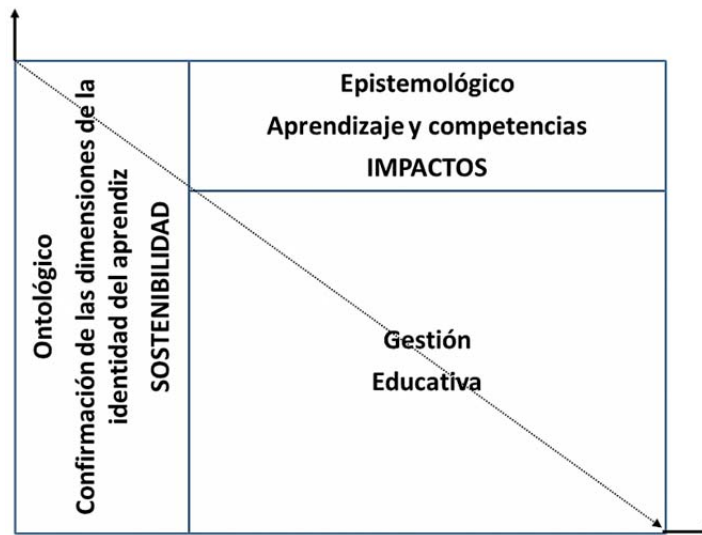 Ontológico
Confirmación de las dimensiones de la
identidad del aprendiz
SOSTENIBILIDAD
Epistemológico
Aprendizaje y competencias
IMPACTOS
Gestión
Educativa